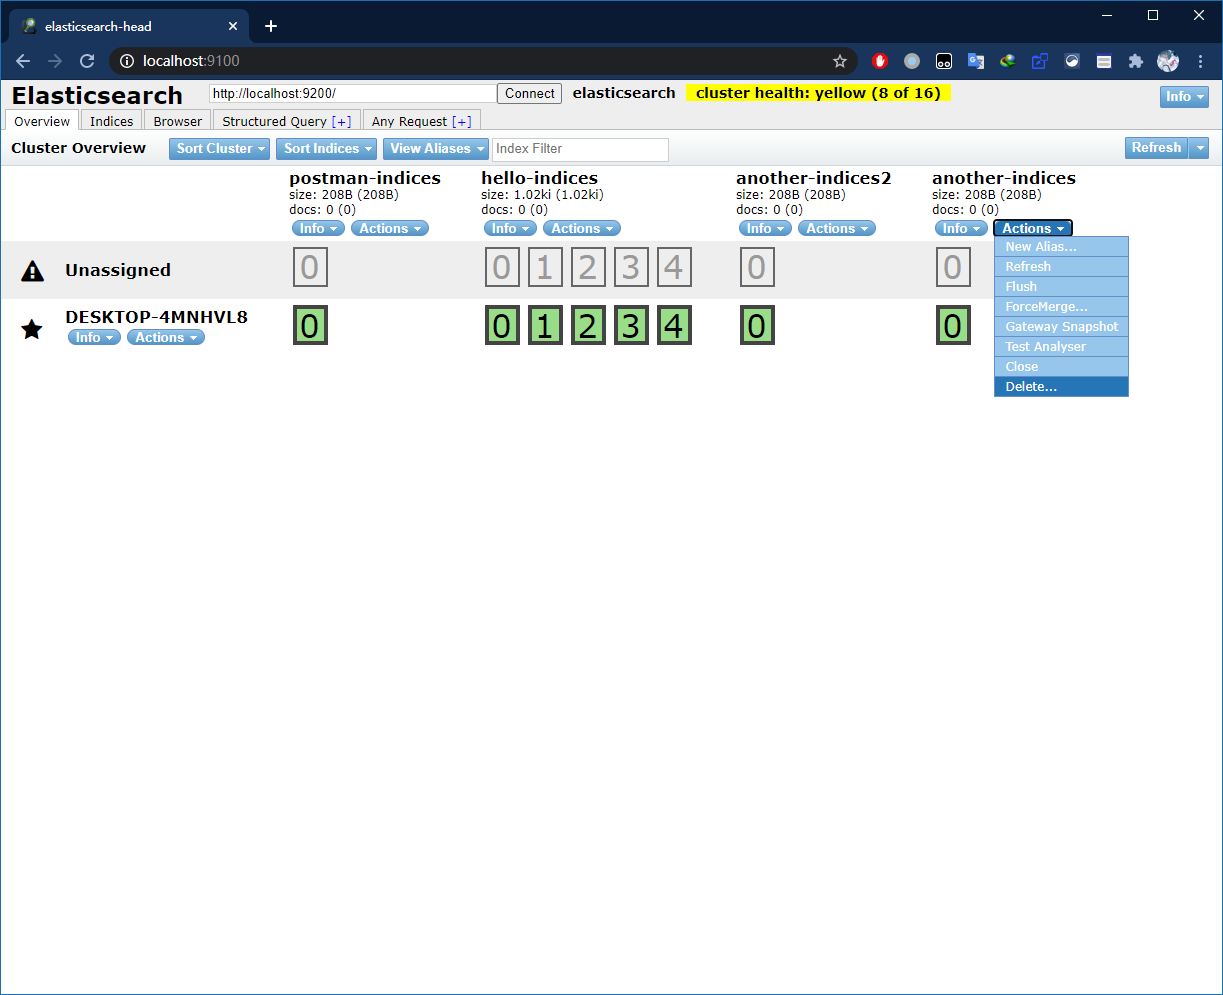 elasticsearch-head
localhost:9100
Elasticsearch http://localhost:9200/ Connect elasticsearch cluster health: yellow (8 of 16) Info
Overview Indices Browser Structured Query [+] Any Request [+]
Cluster Overview Sort Cluster Sort Indices View Aliases Index Filter Refresh
postman-indices hello-indices another-indices2 another-indices
size: 208B (208B) size: 1.02ki (1.02ki) size: 208B (208B) size: 208B (208B)
docs: 0 (0) docs: 0 (0) docs: 0 (0) docs: 0 (0)
Info Actions Info Actions Info Actions Info Actions
New Alias...
Refresh
Flush
ForceMerge...
Gateway Snapshot
Test Analyser
Close
Delete...
Unassigned 0 0 1 2 3 4 0 0
DESKTOP-4MNHVL8 0 0 1 2 3 4 0 0
Info Actions